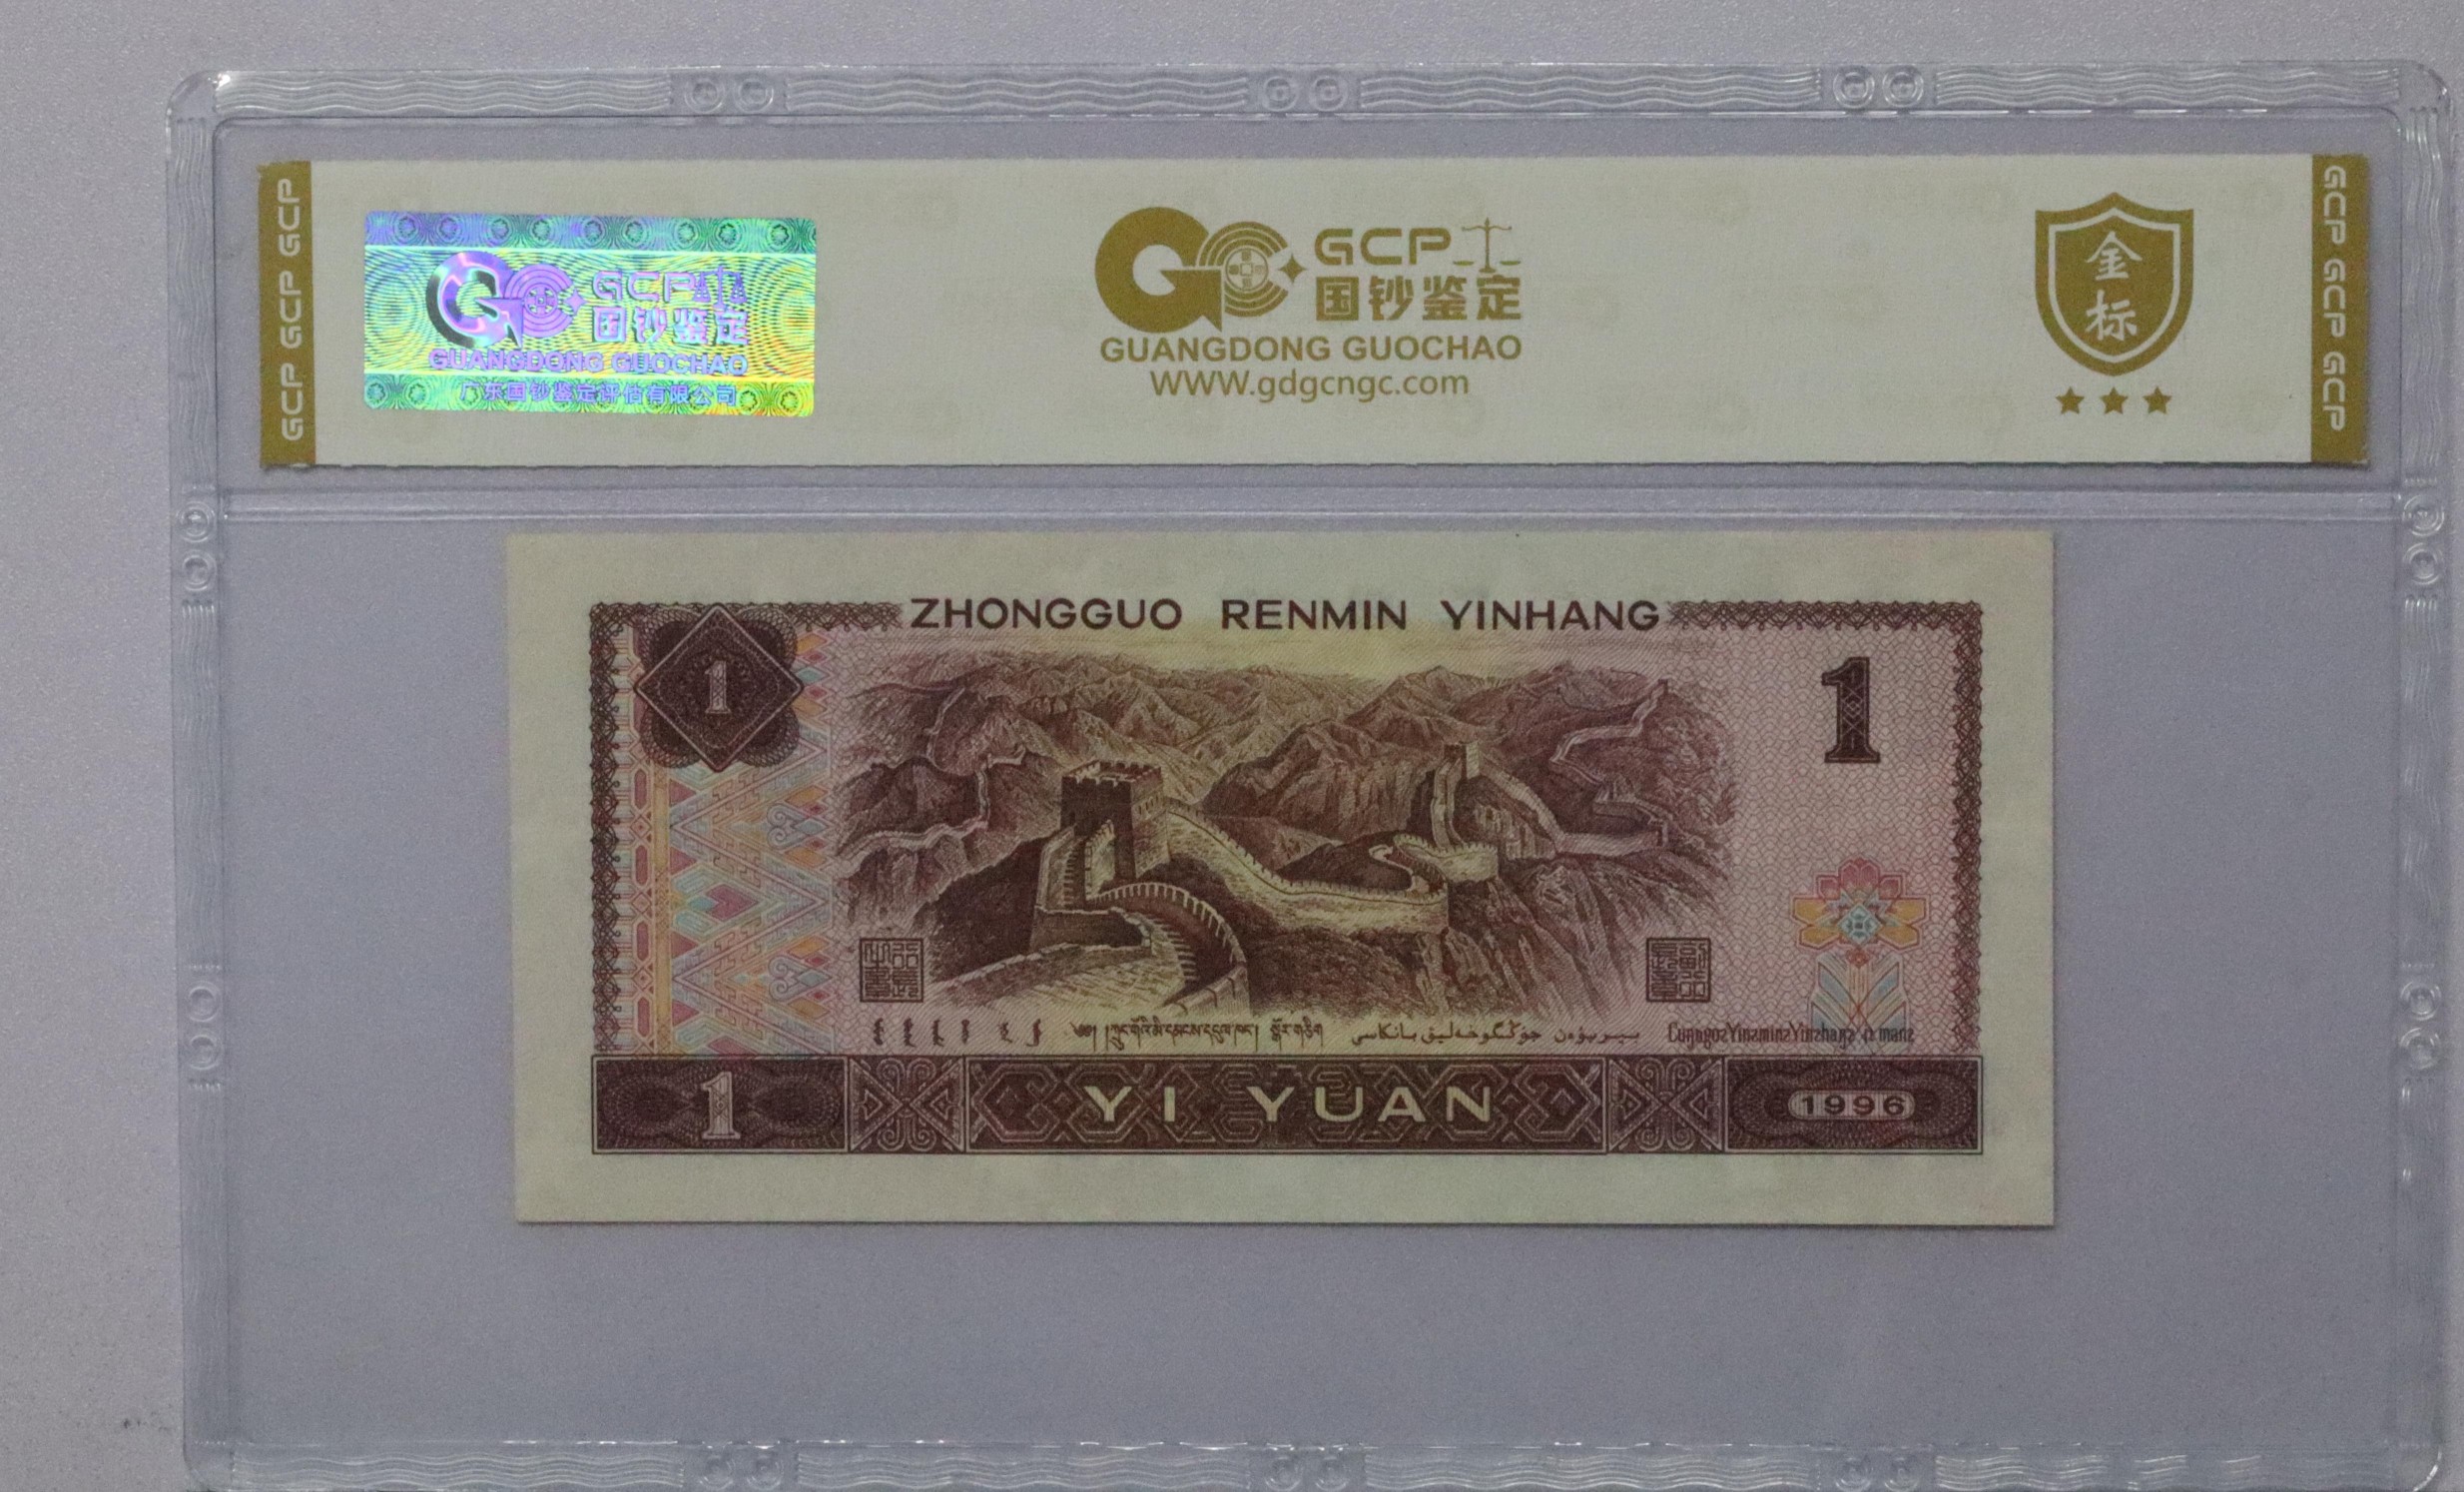 GCP GCP GCP
GCP
国钞鉴定
GUANGDONG GUOCHAO
广东国钞鉴定评估有限公司
GCP
国钞鉴定
GUANGDONG GUOCHAO
WWW.gdgcngc.com
金
标
GCP GCP GCP
ZHONGGUO RENMIN YINHANG
1
1
جۇڭگوخەلىق بانكاسى
1
YI YUAN
1996